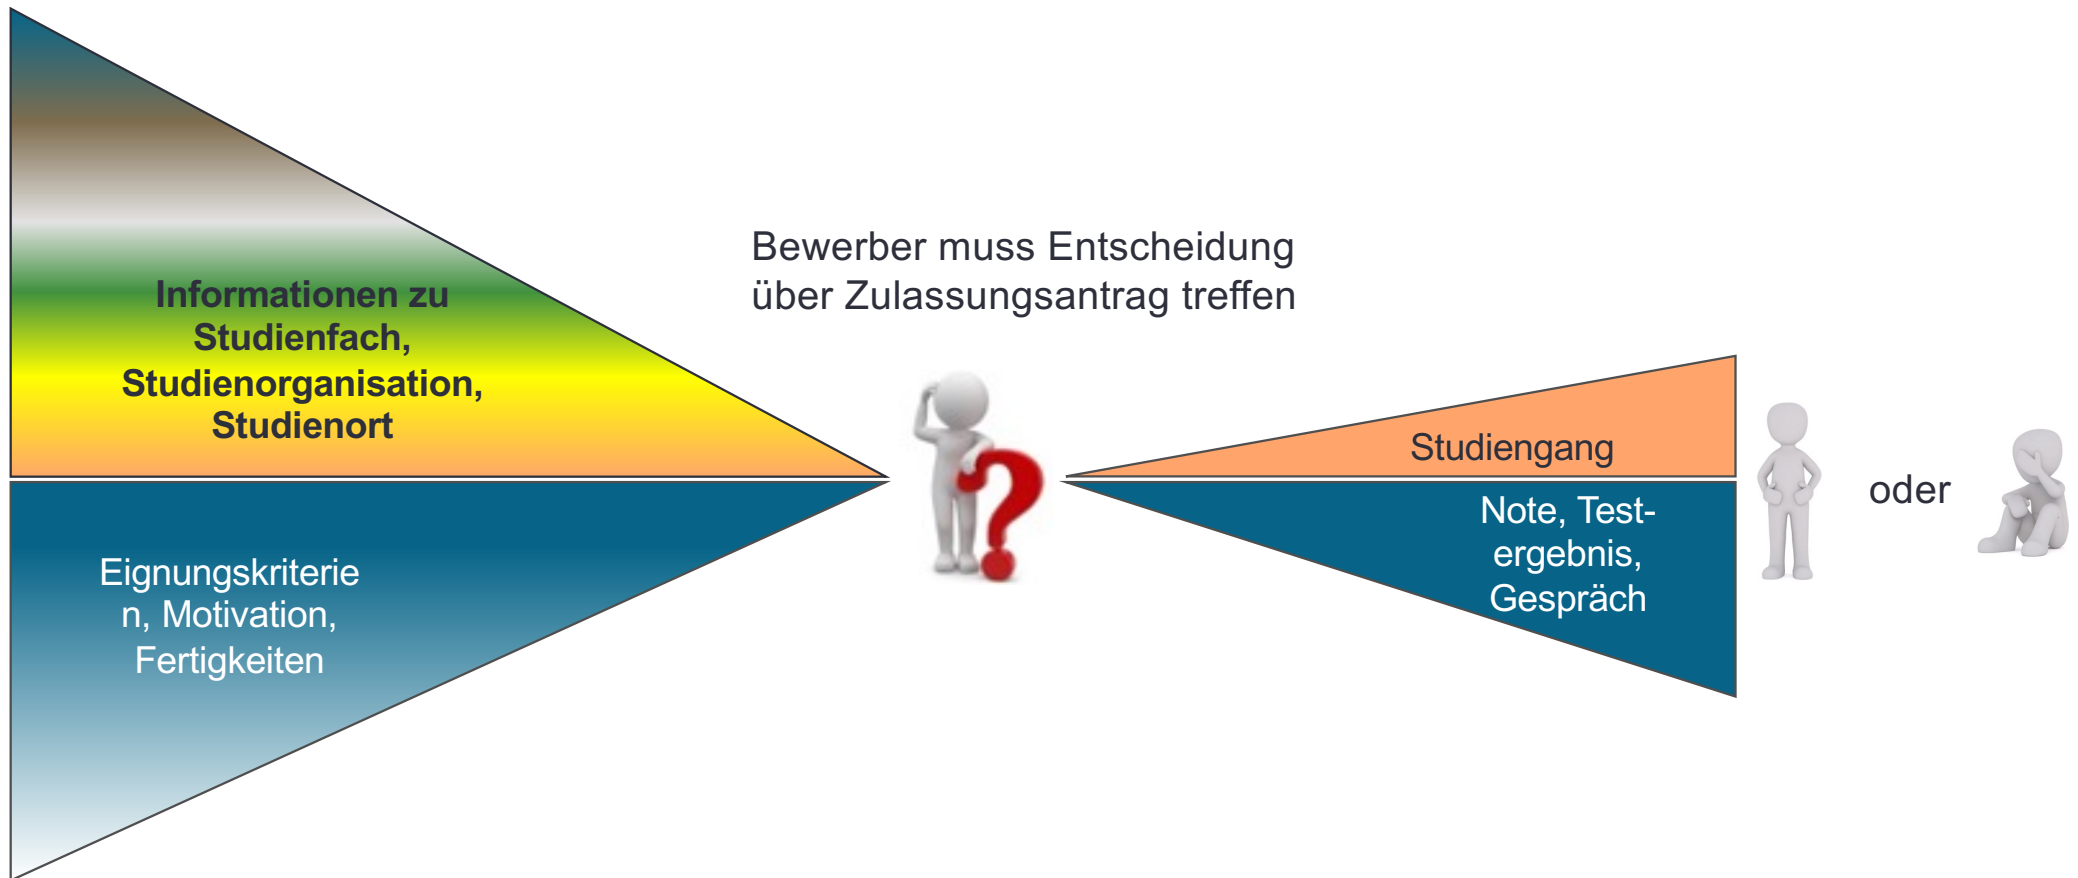 Informationen zu
Studienfach,
Studienorganisation,
Studienort
Eignungskriterie
n, Motivation,
Fertigkeiten
Bewerber muss Entscheidung
über Zulassungsantrag treffen
Studiengang
Note, Test-
ergebnis,
Gespräch
oder